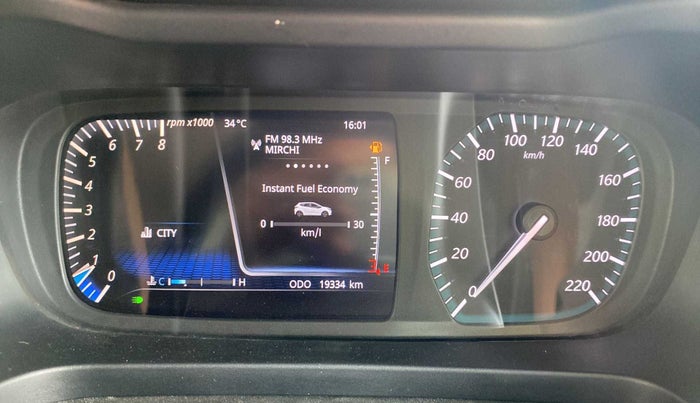 rpm x1000
34°C
16:01
FM 98.3 MHz
MIRCHI
F
Instant Fuel Economy
0 30
km/l
CITY
E
C H
ODO 19334 km
0 1 2 3 4 5 6 7 8
0 20 40 60 80 100 120 140 160 180 200 220
km/h